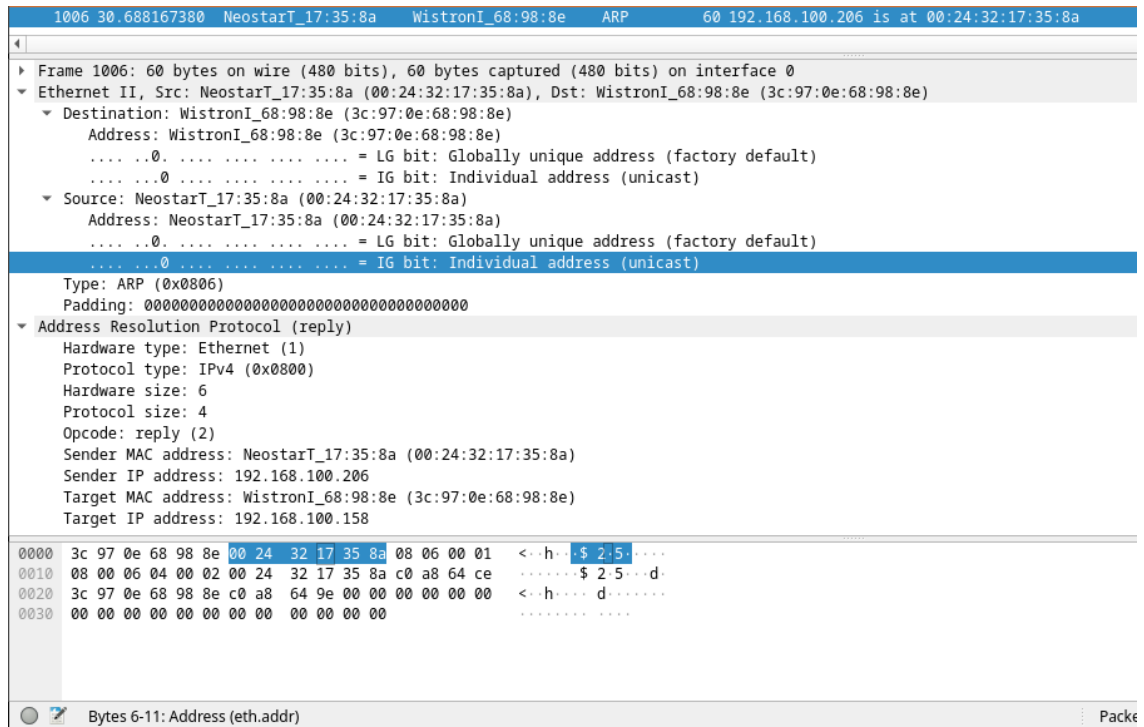 1006 30.688167380 NeostarT_17:35:8a WistronI_68:98:8e ARP 60 192.168.100.206 is at 00:24:32:17:35:8a
Frame 1006: 60 bytes on wire (480 bits), 60 bytes captured (480 bits) on interface 0
Ethernet II, Src: NeostarT_17:35:8a (00:24:32:17:35:8a), Dst: WistronI_68:98:8e (3c:97:0e:68:98:8e)
Destination: WistronI_68:98:8e (3c:97:0e:68:98:8e)
Address: WistronI_68:98:8e (3c:97:0e:68:98:8e)
.... ..0. .... .... .... .... = LG bit: Globally unique address (factory default)
.... ...0 .... .... .... .... = IG bit: Individual address (unicast)
Source: NeostarT_17:35:8a (00:24:32:17:35:8a)
Address: NeostarT_17:35:8a (00:24:32:17:35:8a)
.... ..0. .... .... .... .... = LG bit: Globally unique address (factory default)
.... ...0 .... .... .... .... = IG bit: Individual address (unicast)
Type: ARP (0x0806)
Padding: 000000000000000000000000000000000000
Address Resolution Protocol (reply)
Hardware type: Ethernet (1)
Protocol type: IPv4 (0x0800)
Hardware size: 6
Protocol size: 4
Opcode: reply (2)
Sender MAC address: NeostarT_17:35:8a (00:24:32:17:35:8a)
Sender IP address: 192.168.100.206
Target MAC address: WistronI_68:98:8e (3c:97:0e:68:98:8e)
Target IP address: 192.168.100.158
0000 3c 97 0e 68 98 8e 00 24 32 17 35 8a 08 06 00 01 <··h···$ 2·5·····
0010 08 00 06 04 00 02 00 24 32 17 35 8a c0 a8 64 ce ·······$ 2·5···d·
0020 3c 97 0e 68 98 8e c0 a8 64 9e 00 00 00 00 00 00 <··h···· d·······
0030 00 00 00 00 00 00 00 00 00 00 00 00 ········ ····
Bytes 6-11: Address (eth.addr) Packe